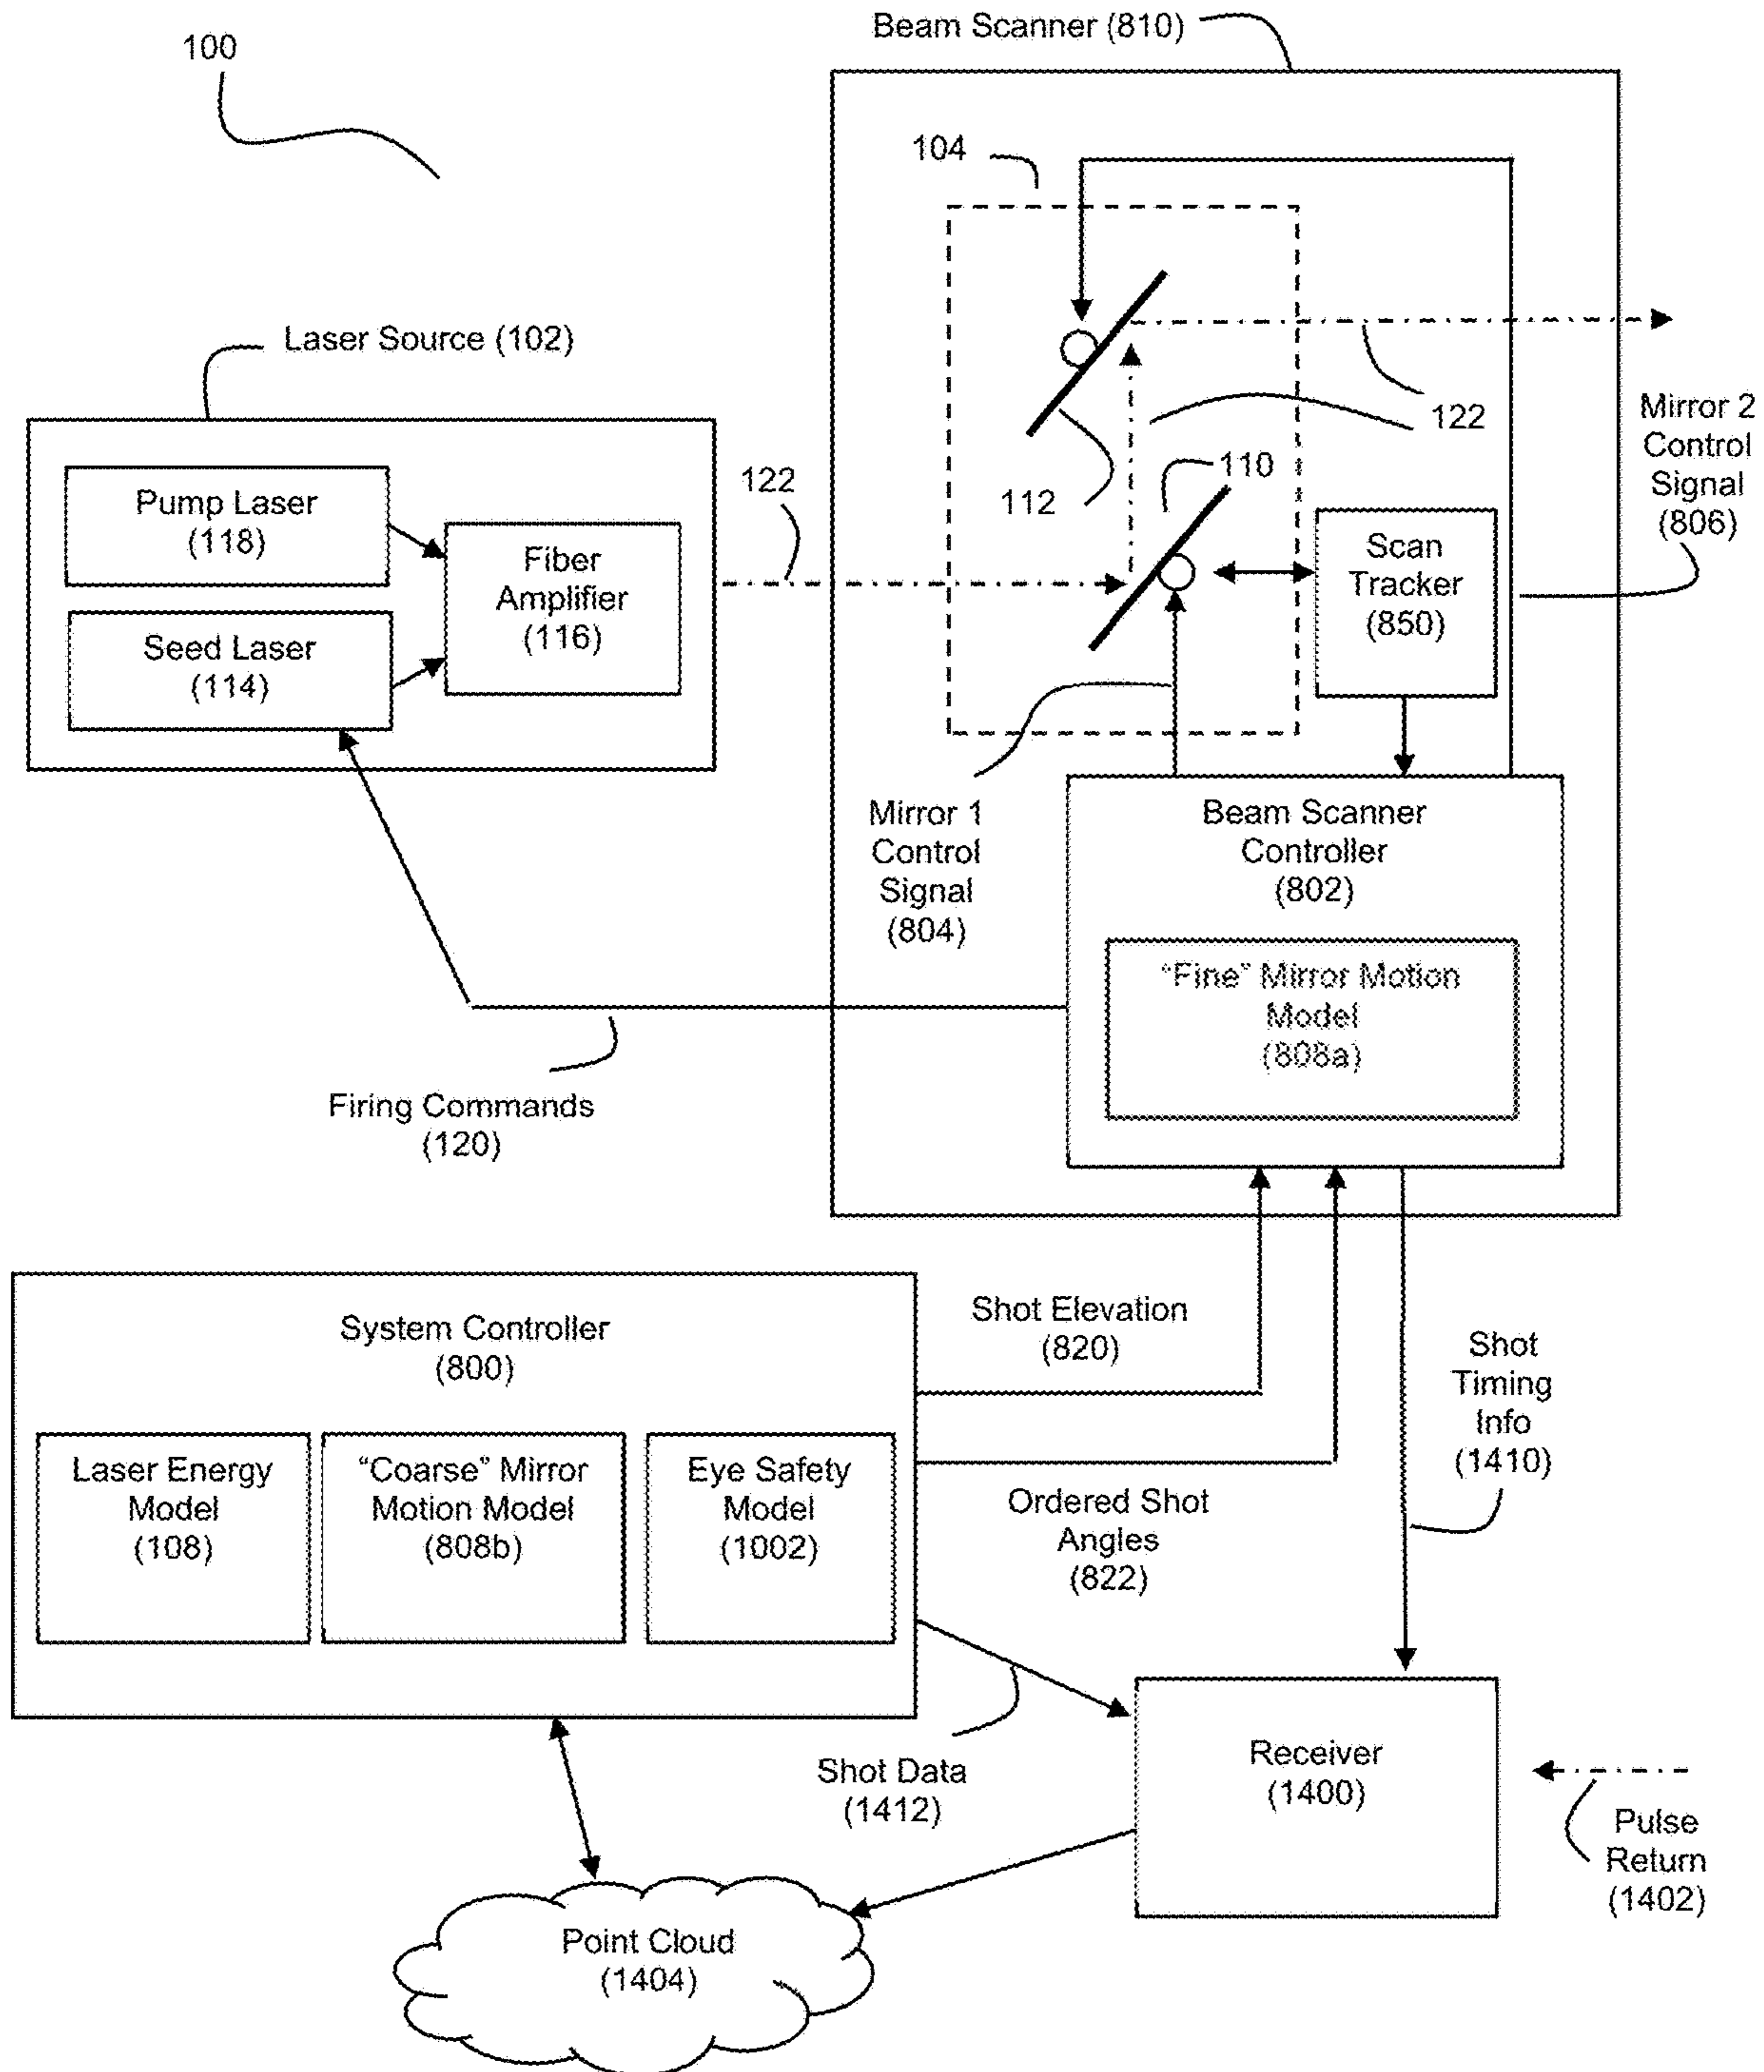 Beam Scanner (810)
100
104
Laser Source (102)
Pump Laser
(118)
Seed Laser
(114)
Fiber
Amplifier
(116)
122
112
110
122
Mirror 2
Control
Signal
(806)
Scan
Tracker
(850)
Mirror 1
Control
Signal
(804)
Beam Scanner
Controller
(802)
"Fine" Mirror Motion
Model
(808a)
Firing Commands
(120)
System Controller
(800)
Laser Energy
Model
(108)
"Coarse" Mirror
Motion Model
(808b)
Eye Safety
Model
(1002)
Shot Elevation
(820)
Ordered Shot
Angles
(822)
Shot
Timing
Info
(1410)
Shot Data
(1412)
Receiver
(1400)
Pulse
Return
(1402)
Point Cloud
(1404)